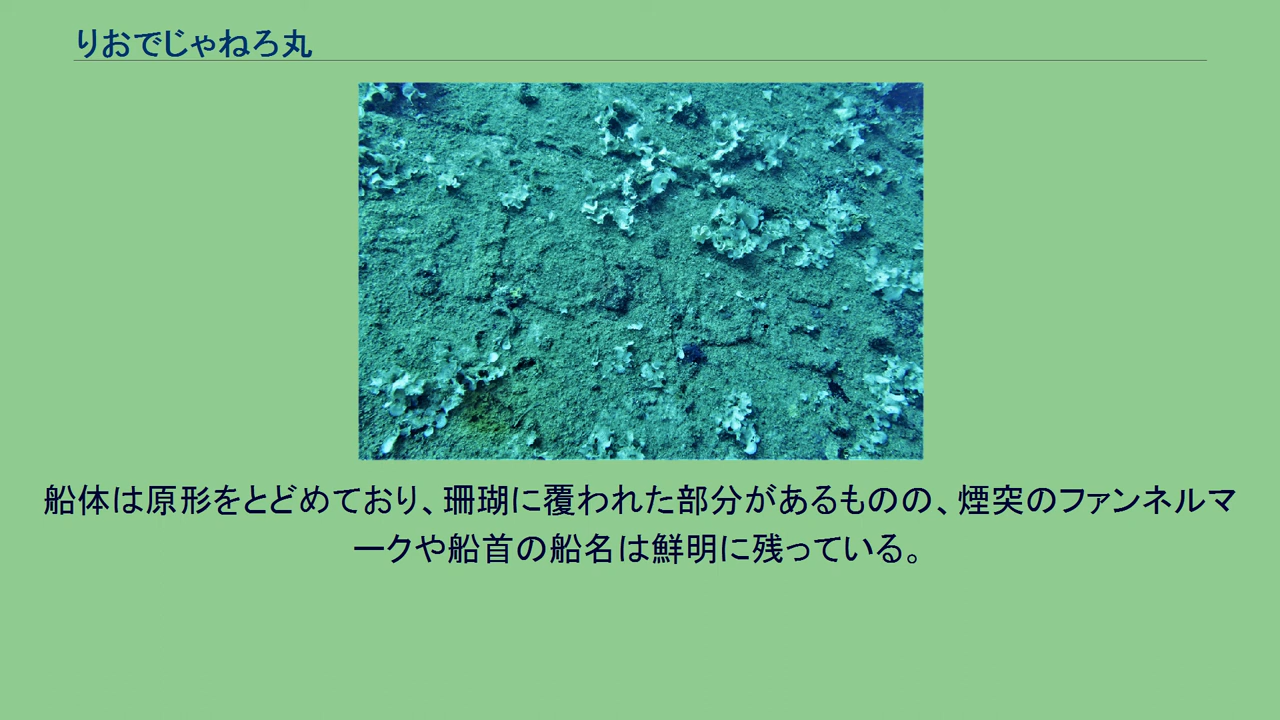 りおでじゃねろ丸
船体は原形をとどめており、珊瑚に覆われた部分があるものの、煙突のファンネルマ
ークや船首の船名は鮮明に残っている。